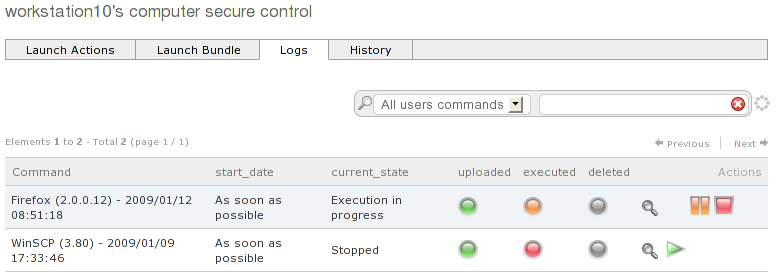 workstation10's computer secure control
Launch Actions Launch Bundle Logs History
All users commands
Elements 1 to 2 - Total 2 (page 1 / 1) Previous Next
Command start_date current_state uploaded executed deleted Actions
Firefox (2.0.0.12) - 2009/01/12 As soon as Execution in
08:51:18 possible progress
WinSCP (3.80) - 2009/01/09 As soon as Stopped
17:33:46 possible